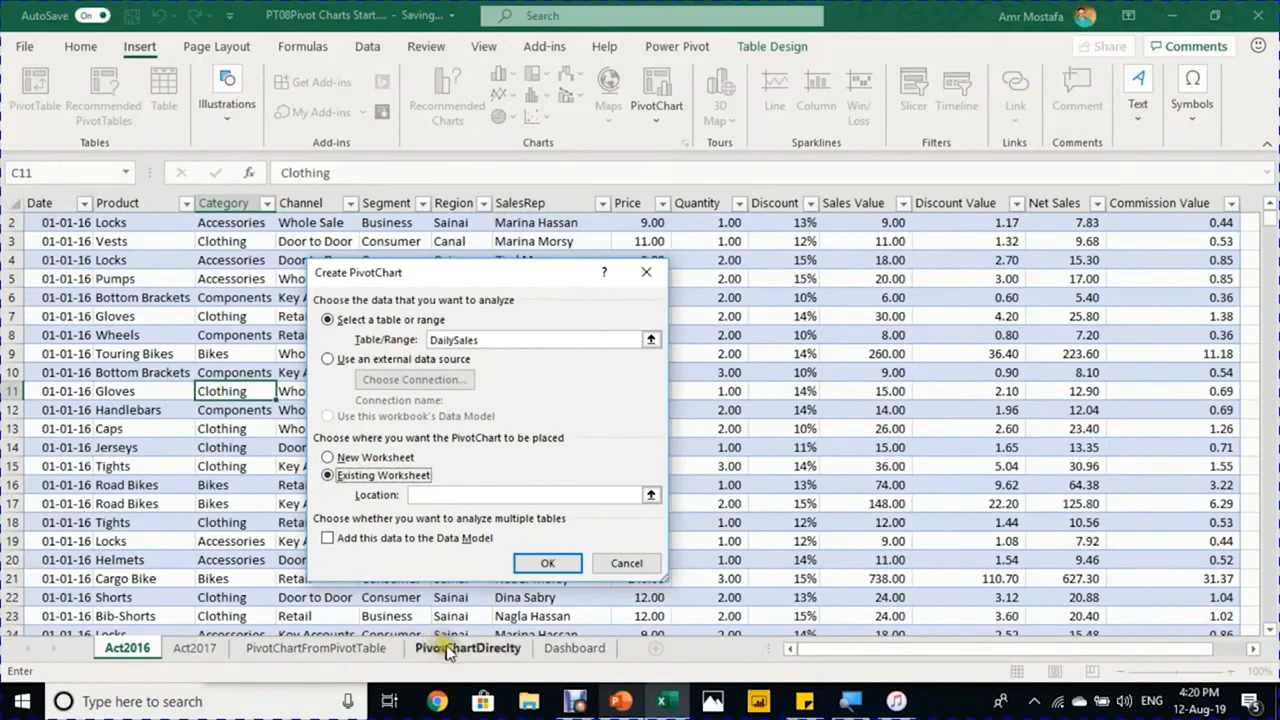 AutoSave On PT08Pivot Charts Start.... - Saving... Search Amr Mostafa
File Home Insert Page Layout Formulas Data Review View Add-ins Help Power Pivot Table Design Share Comments
PivotTable Recommended PivotTables Table Illustrations Get Add-ins My Add-ins Recommended Charts Maps PivotChart 3D Map Line Column Win/Loss Slicer Timeline Link Comment Text Symbols
Tables Add-ins Charts Tours Sparklines Filters Links Comments
C11 fx Clothing
Date Product Category Channel Segment Region SalesRep Price Quantity Discount Sales Value Discount Value Net Sales Commission Value
2 01-01-16 Locks Accessories Whole Sale Business Sainai Marina Hassan 9.00 1.00 13% 9.00 1.17 7.83 0.44
3 01-01-16 Vests Clothing Door to Door Consumer Canal Marina Morsy 11.00 1.00 12% 11.00 1.32 9.68 0.53
4 01-01-16 Locks Accessories 2.00 15% 18.00 2.70 15.30 0.85
5 01-01-16 Pumps Accessories 2.00 15% 20.00 3.00 17.00 0.85
6 01-01-16 Bottom Brackets Components 2.00 10% 6.00 0.60 5.40 0.36
7 01-01-16 Gloves Clothing 2.00 14% 30.00 4.20 25.80 1.38
8 01-01-16 Wheels Components 2.00 10% 8.00 0.80 7.20 0.36
9 01-01-16 Touring Bikes Bikes 2.00 14% 260.00 36.40 223.60 11.18
10 01-01-16 Bottom Brackets Components 3.00 10% 9.00 0.90 8.10 0.54
11 01-01-16 Gloves Clothing 1.00 14% 15.00 2.10 12.90 0.69
12 01-01-16 Handlebars Components 2.00 14% 14.00 1.96 12.04 0.69
13 01-01-16 Caps Clothing 2.00 10% 26.00 2.60 23.40 1.26
14 01-01-16 Jerseys Clothing 1.00 13% 15.00 1.65 13.35 0.71
15 01-01-16 Tights Clothing 3.00 14% 36.00 5.04 30.96 1.55
16 01-01-16 Road Bikes Bikes 1.00 13% 74.00 9.62 64.38 3.22
17 01-01-16 Road Bikes Bikes 2.00 15% 148.00 22.20 125.80 6.29
18 01-01-16 Tights Clothing 1.00 12% 12.00 1.44 10.56 0.53
19 01-01-16 Locks Accessories 1.00 12% 9.00 1.08 7.92 0.44
20 01-01-16 Helmets Accessories 1.00 14% 11.00 1.54 9.46 0.52
21 01-01-16 Cargo Bike Bikes 3.00 15% 738.00 110.70 627.30 31.37
22 01-01-16 Shorts Clothing Door to Door Consumer Sainai Dina Sabry 12.00 2.00 13% 24.00 3.12 20.88 1.04
23 01-01-16 Bib-Shorts Clothing Retail Business Sainai Nagla Hassan 12.00 2.00 15% 24.00 3.60 20.40 1.02
Create PivotChart ?
Choose the data that you want to analyze
Select a table or range
Table/Range: DailySales
Use an external data source
Choose Connection...
Connection name:
Use this workbook's Data Model
Choose where you want the PivotChart to be placed
New Worksheet
Existing Worksheet
Location:
Choose whether you want to analyze multiple tables
Add this data to the Data Model
OK Cancel
Act2016 Act2017 PivotChartFromPivotTable PivotChartDireclty Dashboard
Enter 100%
Type here to search ENG 4:20 PM
12-Aug-19